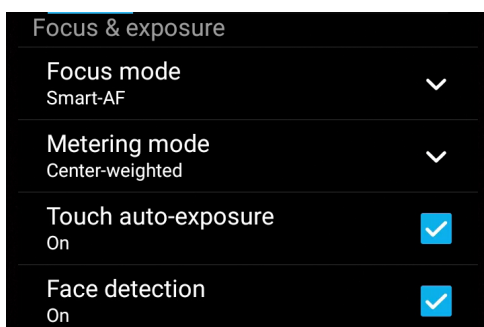 Focus & exposure
Focus mode
Smart-AF
Metering mode
Center-weighted
Touch auto-exposure
On
Face detection
On